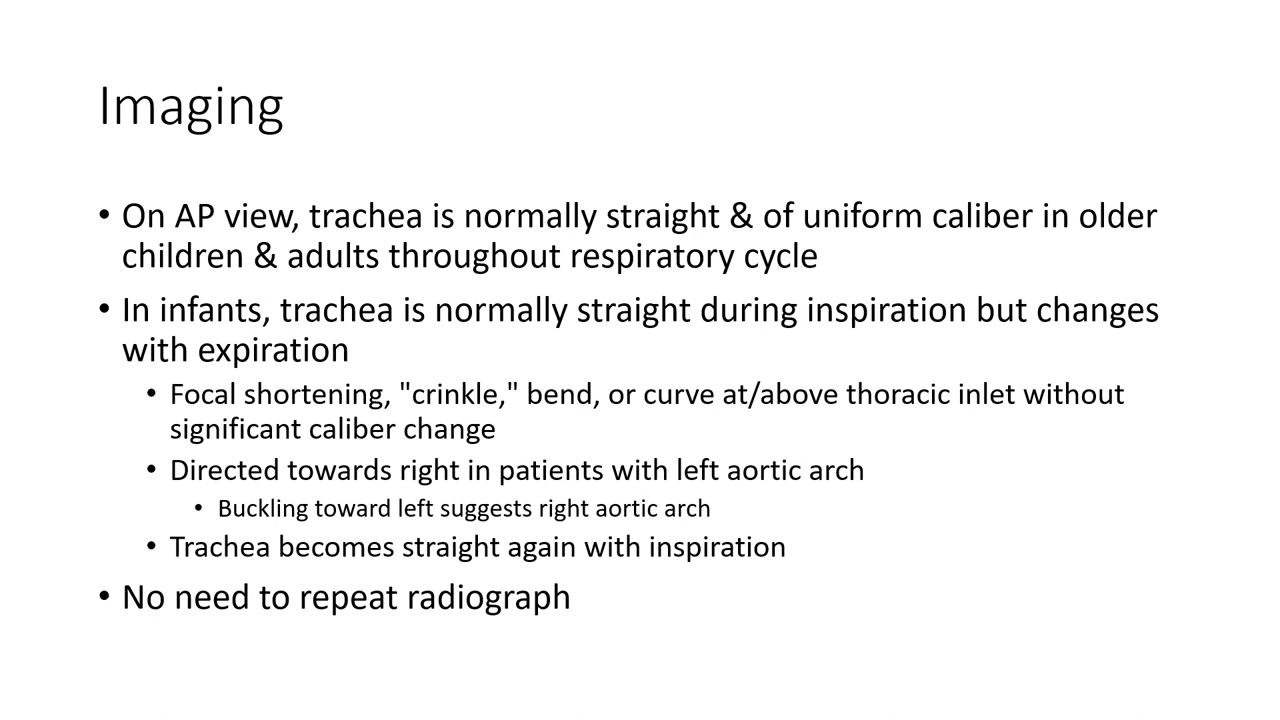 Imaging
• On AP view, trachea is normally straight & of uniform caliber in older
children & adults throughout respiratory cycle
• In infants, trachea is normally straight during inspiration but changes
with expiration
• Focal shortening, "crinkle," bend, or curve at/above thoracic inlet without
significant caliber change
• Directed towards right in patients with left aortic arch
• Buckling toward left suggests right aortic arch
• Trachea becomes straight again with inspiration
• No need to repeat radiograph